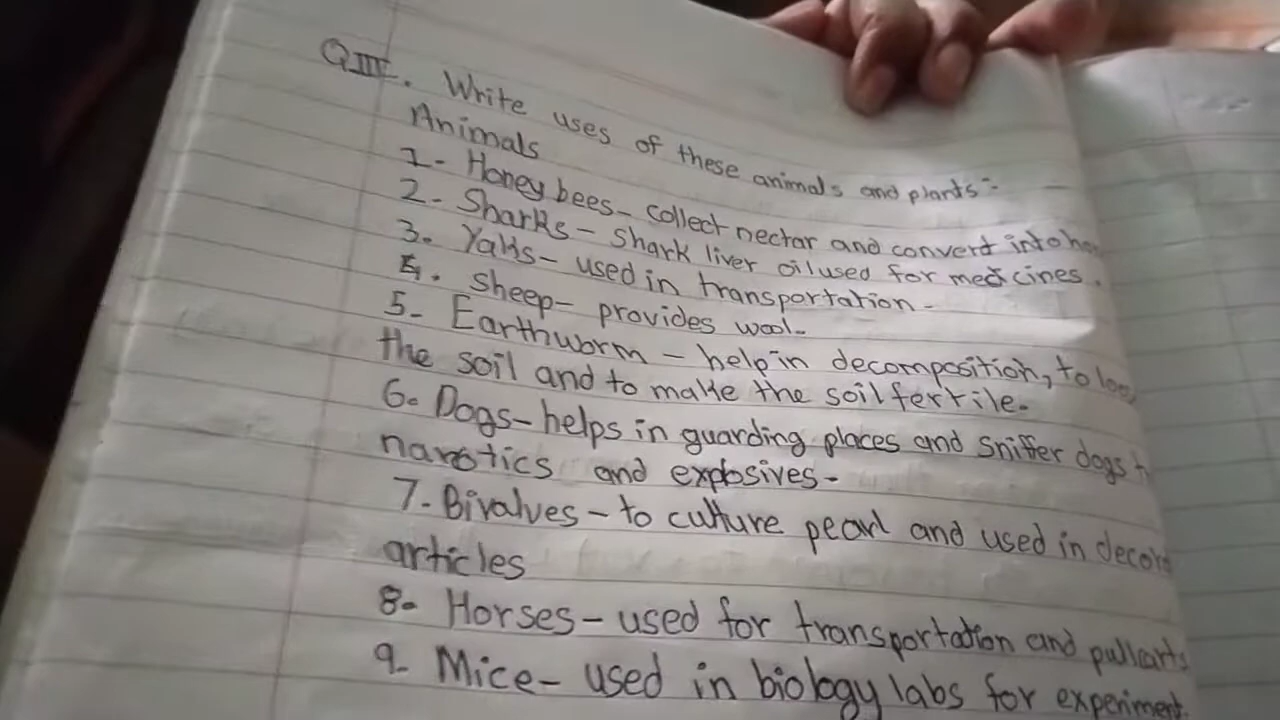 QIII. Write uses of these animals and plants:-
Animals
1- Honey bees- collect nectar and convert into
2- Sharks - shark liver oil used for medicines.
3. Yaks- used in transportation-
4. Sheep- provides wool-
5- Earthworm - help in decomposition, to
the soil and to make the soil fertile.
6. Dogs- helps in guarding places and sniffer dogs
narotics and explosives-
7- Bivalves - to culture pearl and used in
articles
8- Horses- used for transportation and pull carts
9- Mice- used in biology labs for experiment